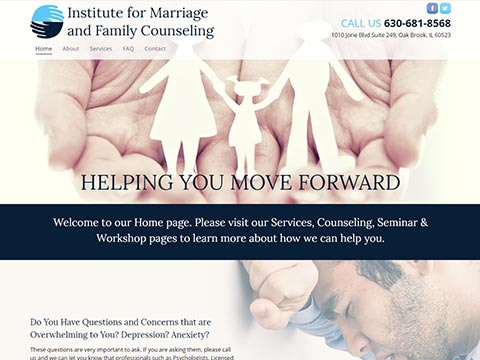 Institute for Marriage
and Family Counseling
CALL US 630-681-8568
1010 Jorie Blvd Suite 249, Oak Brook, IL 60523
Home About Services FAQ Contact
HELPING YOU MOVE FORWARD
Welcome to our Home page. Please visit our Services, Counseling, Seminar &
Workshop pages to learn more about how we can help you.
Do You Have Questions and Concerns that are
Overwhelming to You? Depression? Anexiety?
These questions are very important to ask. If you are asking them, please call
us and we can let you know that professionals such as Psychologists, Licensed